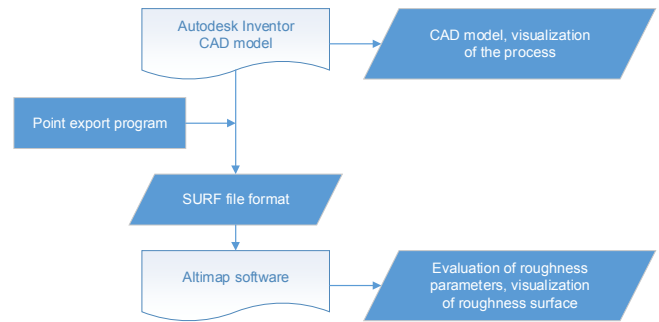 Autodesk Inventor
CAD model
CAD model, visualization
of the process
Point export program
SURF file format
Altimap software
Evaluation of roughness
parameters, visualization
of roughness surface